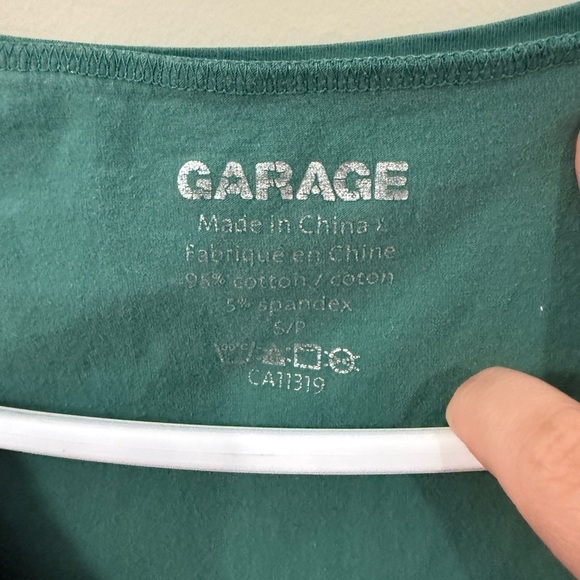 GARAGE
Made in China /
Fabriqué en Chine
95% cotton / coton
5% spandex
S/P
CA11319